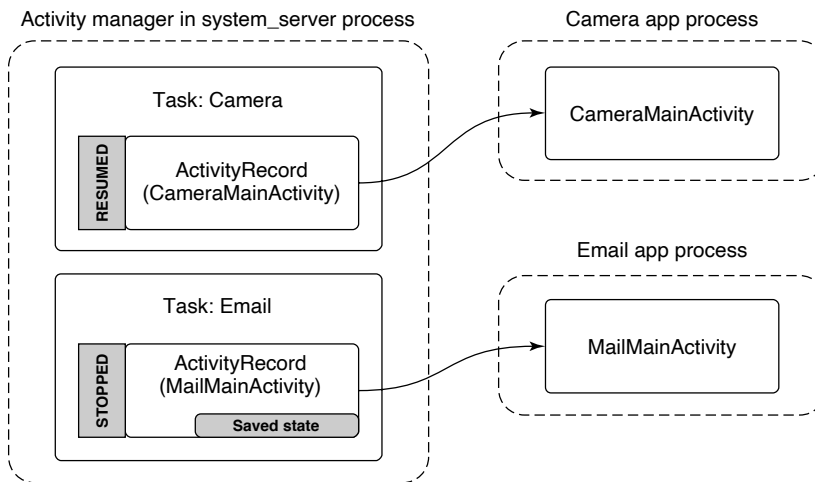 Activity manager in system_server process
Task: Camera
RESUMED
ActivityRecord
(CameraMainActivity)
Task: Email
STOPPED
ActivityRecord
(MailMainActivity)
Saved state
Camera app process
CameraMainActivity
Email app process
MailMainActivity